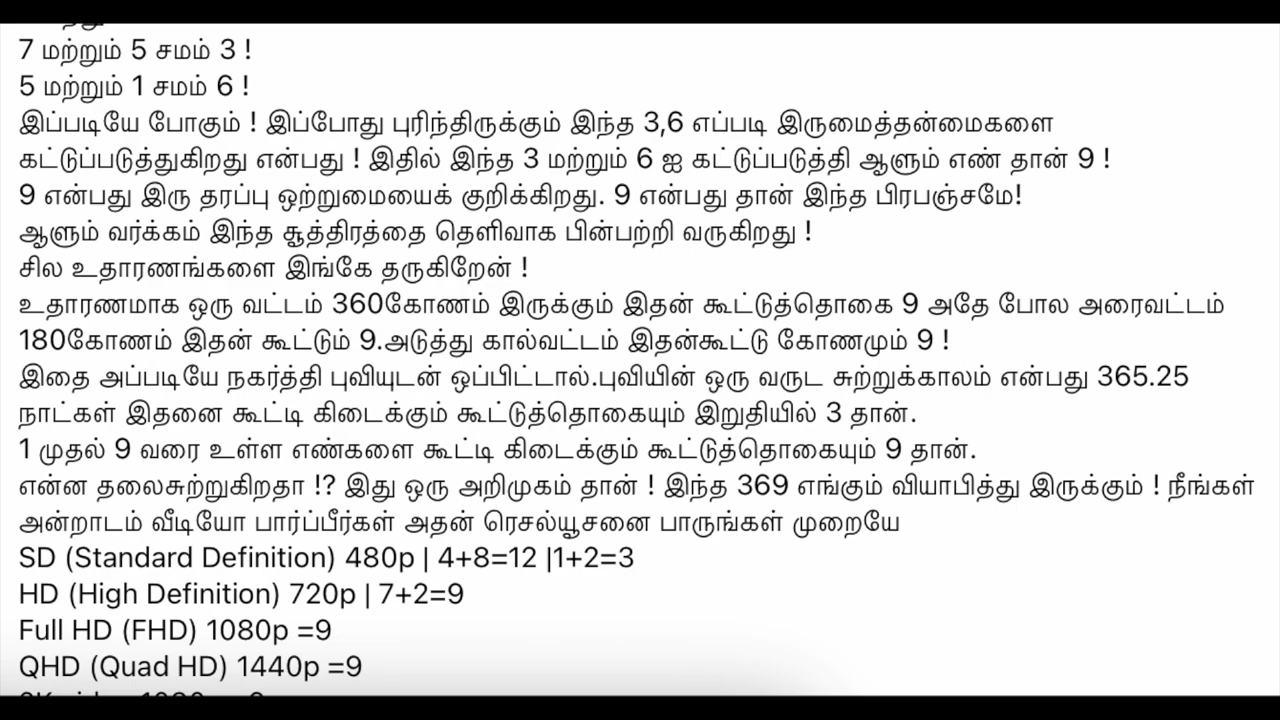 7 மற்றும் 5 சமம் 3 !
5 மற்றும் 1 சமம் 6 !
இப்படியே போகும் ! இப்போது புரிந்திருக்கும் இந்த 3,6 எப்படி இருமைத்தன்மைகளை
கட்டுப்படுத்துகிறது என்பது ! இதில் இந்த 3 மற்றும் 6 ஐ கட்டுப்படுத்தி ஆளும் எண் தான் 9 !
9 என்பது இரு தரப்பு ஒற்றுமையைக் குறிக்கிறது. 9 என்பது தான் இந்த பிரபஞ்சமே!
ஆளும் வர்க்கம் இந்த சூத்திரத்தை தெளிவாக பின்பற்றி வருகிறது !
சில உதாரணங்களை இங்கே தருகிறேன் !
உதாரணமாக ஒரு வட்டம் 360கோணம் இருக்கும் இதன் கூட்டுத்தொகை 9 அதே போல அரைவட்டம்
180கோணம் இதன் கூட்டும் 9.அடுத்து கால்வட்டம் இதன்கூட்டு கோணமும் 9 !
இதை அப்படியே நகர்த்தி புவியுடன் ஒப்பிட்டால்.புவியின் ஒரு வருட சுற்றுக்காலம் என்பது 365.25
நாட்கள் இதனை கூட்டி கிடைக்கும் கூட்டுத்தொகையும் இறுதியில் 3 தான்.
1 முதல் 9 வரை உள்ள எண்களை கூட்டி கிடைக்கும் கூட்டுத்தொகையும் 9 தான்.
என்ன தலைசுற்றுகிறதா !? இது ஒரு அறிமுகம் தான் ! இந்த 369 எங்கும் வியாபித்து இருக்கும் ! நீங்கள்
அன்றாடம் வீடியோ பார்ப்பீர்கள் அதன் ரெசல்யூசனை பாருங்கள் முறையே
SD (Standard Definition) 480p | 4+8=12 |1+2=3
HD (High Definition) 720p | 7+2=9
Full HD (FHD) 1080p =9
QHD (Quad HD) 1440p =9